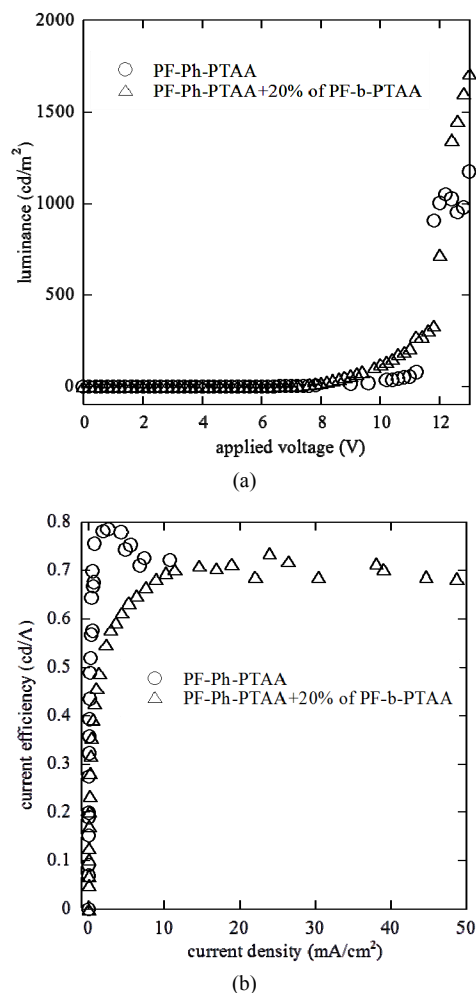 2000
PF-Ph-PTAA
PF-Ph-PTAA+20% of PF-b-PTAA
1500
luminance (cd/m²)
1000
500
0
0 2 4 6 8 10 12
applied voltage (V)
(a)
0.8
0.7
0.6
0.5
PF-Ph-PTAA
PF-Ph-PTAA+20% of PF-b-PTAA
current efficiency (cd/A)
0.4
0.3
0.2
0.1
0
0 10 20 30 40 50
current density (mA/cm²)
(b)